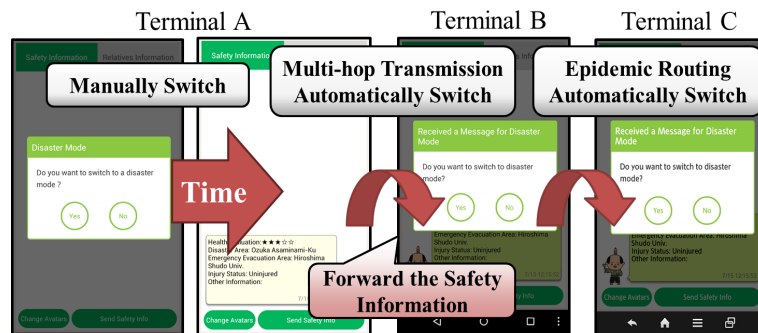 Terminal A
Terminal B
Terminal C
Safety Information
Relatives Information
Safety Information
Manually Switch
Multi-hop Transmission
Automatically Switch
Epidemic Routing
Automatically Switch
Disaster Mode
Do you want to switch to a disaster
mode ?
Yes
No
Time
Received a Message for Disaster
Mode
Do you want to switch to disaster
mode?
Yes
No
Received a Message for Disaster
Mode
Do you want to switch to disaster
mode?
Yes
No
Disaster Area: Ozuka Asaminami-Ku
Emergency Evacuation Area: Hiroshima
Shudo Univ.
Injury Status: Uninjured
Other Information:
Emergency Evacuation Area: Hiroshima
Shudo Univ.
Injury Status: Uninjured
Other Information:
Emergency Evacuation Area: Hiroshima
Shudo Univ.
Injury Status: Uninjured
Other Information:
Forward the Safety
Information
Change Avatars
Send Safety Info
Change Avatars
Send Safety Info
Change Avatars
Send Safety Info